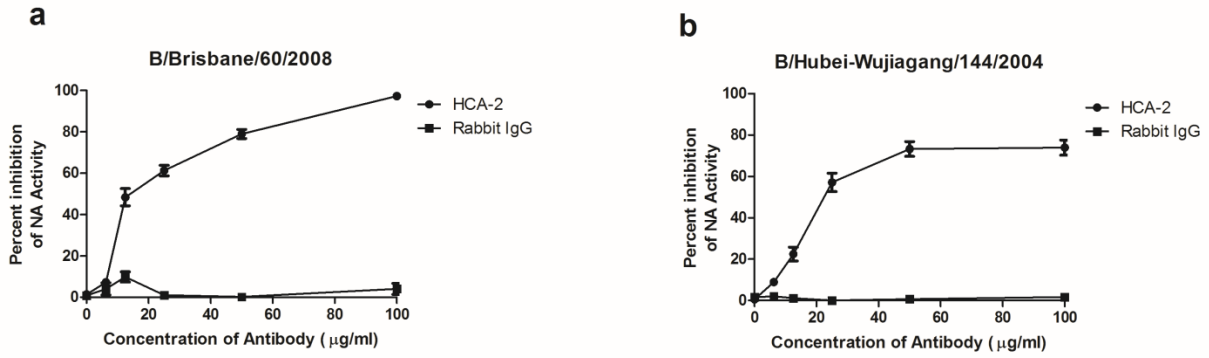 a
B/Brisbane/60/2008
100
80
60
40
20
0
Percent inhibition
of NA Activity
0 20 40 60 80 100
Concentration of Antibody ( μg/ml)
HCA-2
Rabbit IgG
b
B/Hubei-Wujiagang/144/2004
100
80
60
40
20
0
Percent inhibition
of NA Activity
0 20 40 60 80 100
Concentration of Antibody ( μg/ml)
HCA-2
Rabbit IgG